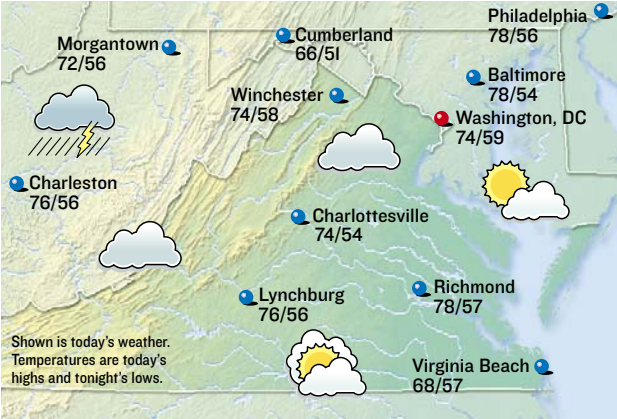 Philadelphia
78/56
Cumberland
66/51
Morgantown
72/56
Baltimore
78/54
Winchester
74/58
Washington, DC
74/59
Charleston
76/56
Charlottesville
74/54
Lynchburg
76/56
Richmond
78/57
Shown is today's weather.
Temperatures are today's
highs and tonight's lows.
Virginia Beach
68/57